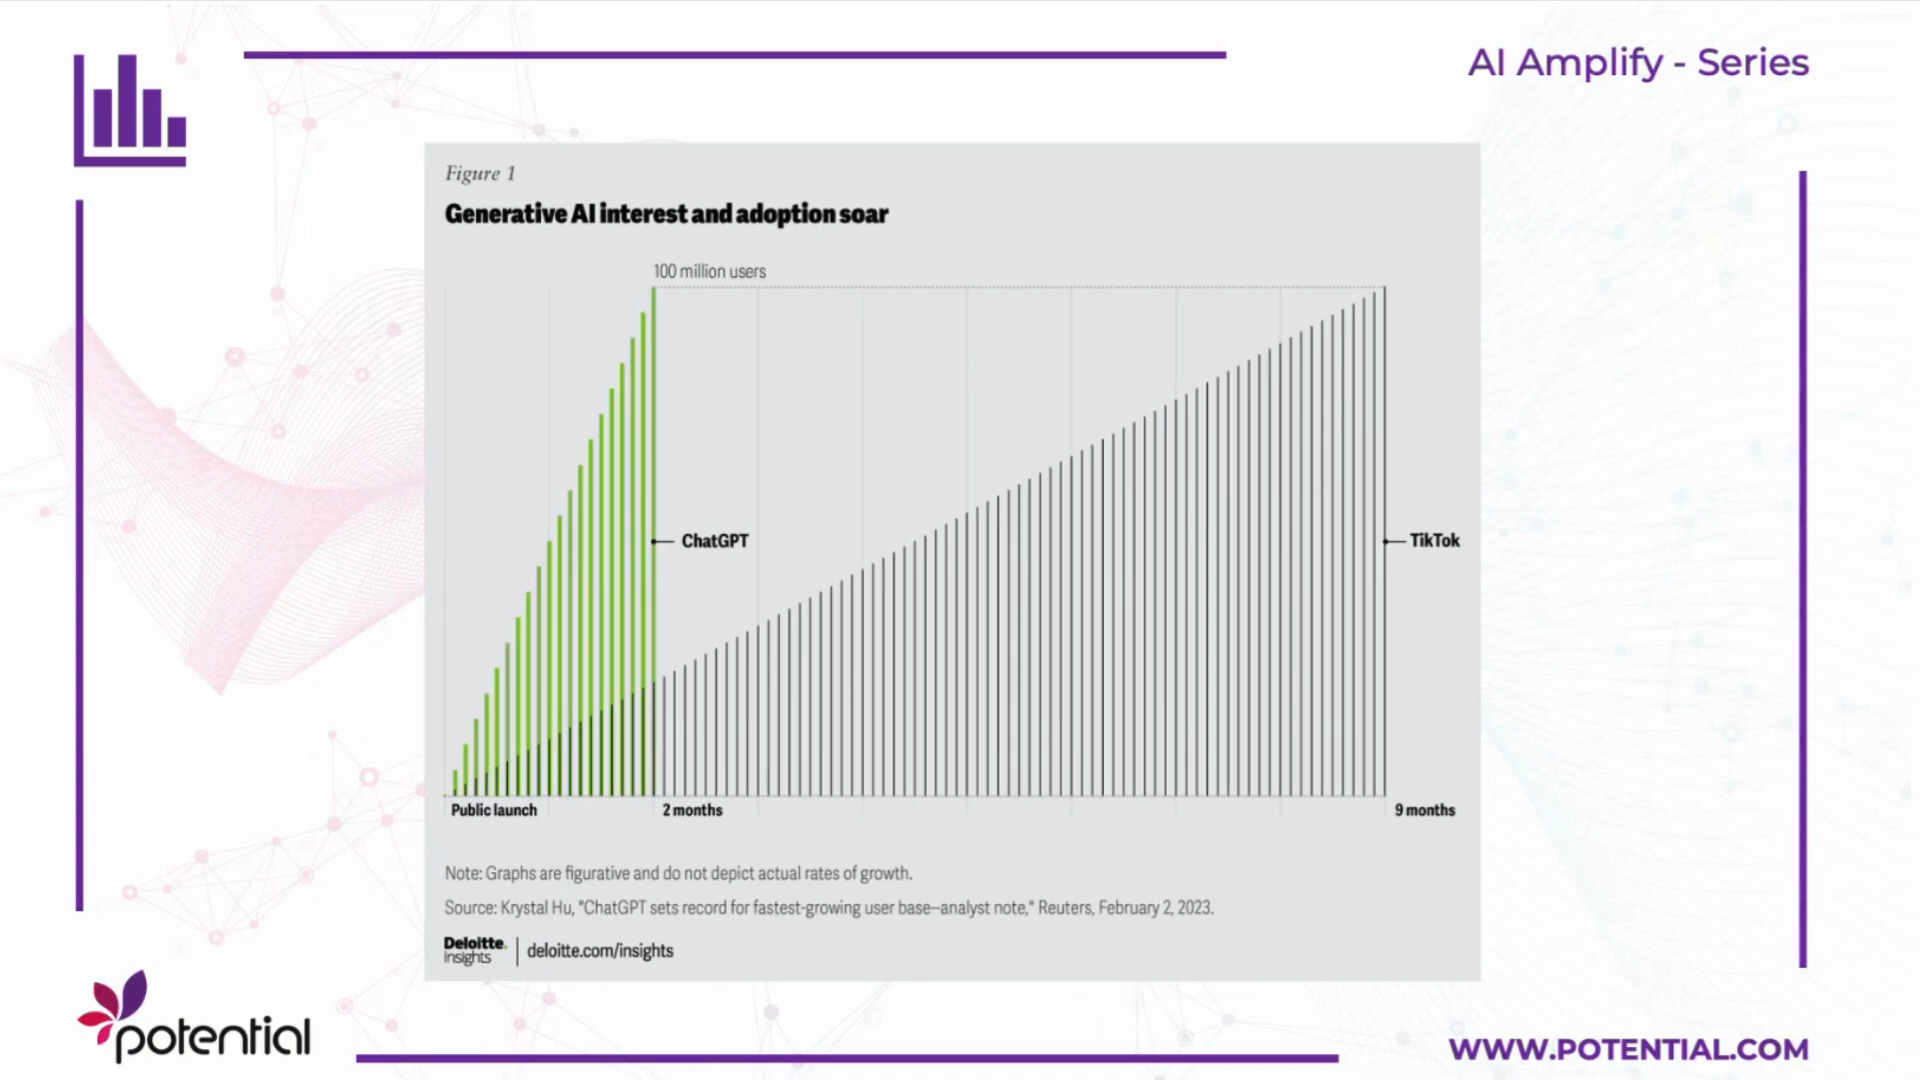 AI Amplify - Series
Figure 1
Generative AI interest and adoption soar
100 million users
ChatGPT
TikTok
Public launch
2 months
9 months
Note: Graphs are figurative and do not depict actual rates of growth.
Source: Krystal Hu, "ChatGPT sets record for fastest-growing user base--analyst note," Reuters, February 2, 2023.
Deloitte.
Insights
deloitte.com/insights
potential
WWW.POTENTIAL.COM